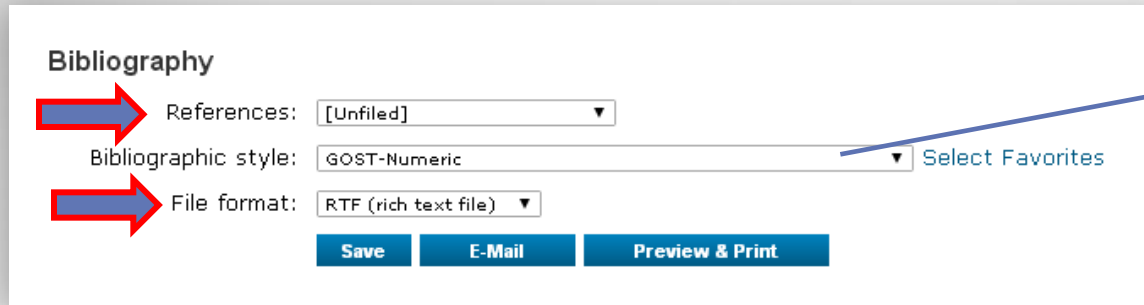 Bibliography
References: [Unfiled]
Bibliographic style: GOST-Numeric Select Favorites
File format: RTF (rich text file)
Save E-Mail Preview & Print